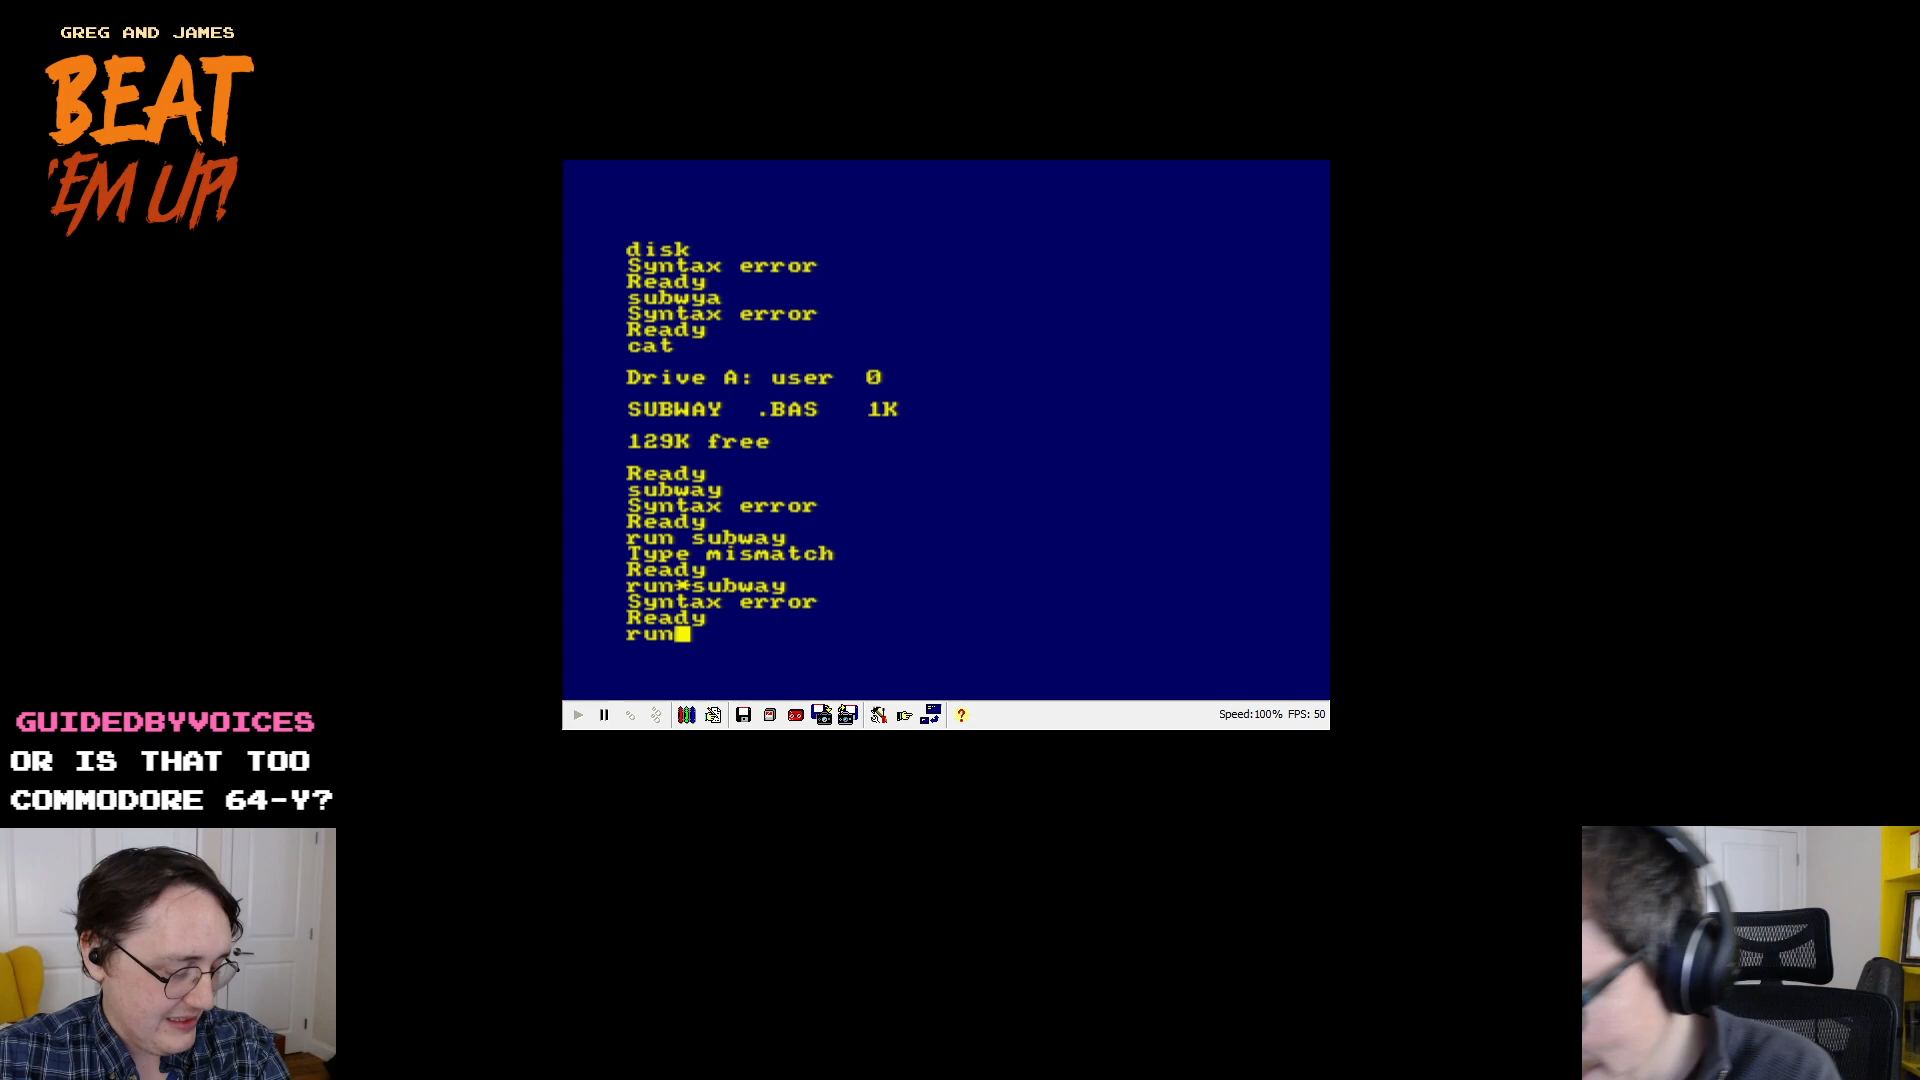 GREG AND JAMES
BEAT
'EM UP!
disk
Syntax error
Ready
subwya
Syntax error
Ready
cat
Drive A: user 0
SUBWAY .BAS 1K
129K free
Ready
subway
Syntax error
Ready
run subway
Type mismatch
Ready
run*subway
Syntax error
Ready
run
Speed:100% FPS: 50
GUIDEDBYVOICES
OR IS THAT TOO
COMMODORE 64-Y?